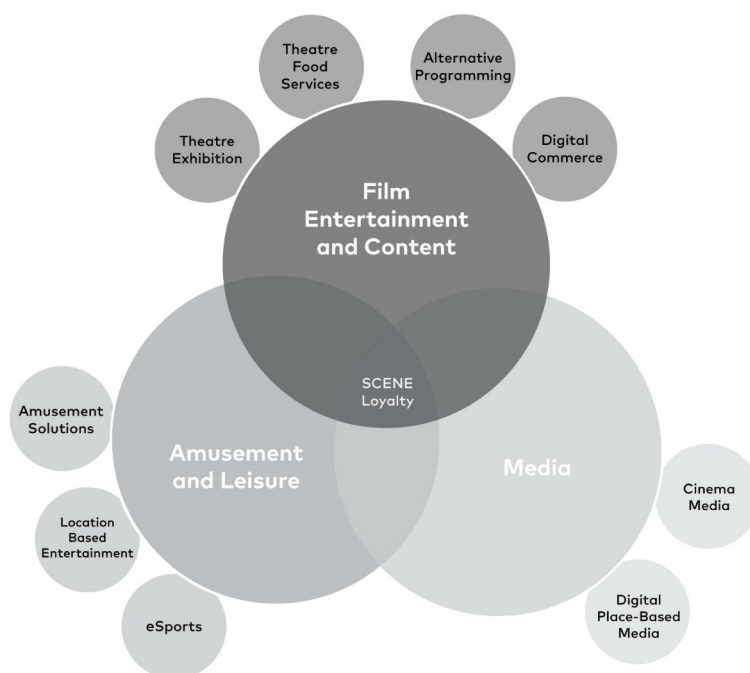 Theatre
Food
Services
Alternative
Programming
Theatre
Exhibition
Digital
Commerce
Film
Entertainment
and Content
SCENE
Loyalty
Amusement
Solutions
Amusement
and Leisure
Media
Cinema
Media
Location
Based
Entertainment
eSports
Digital
Place-Based
Media